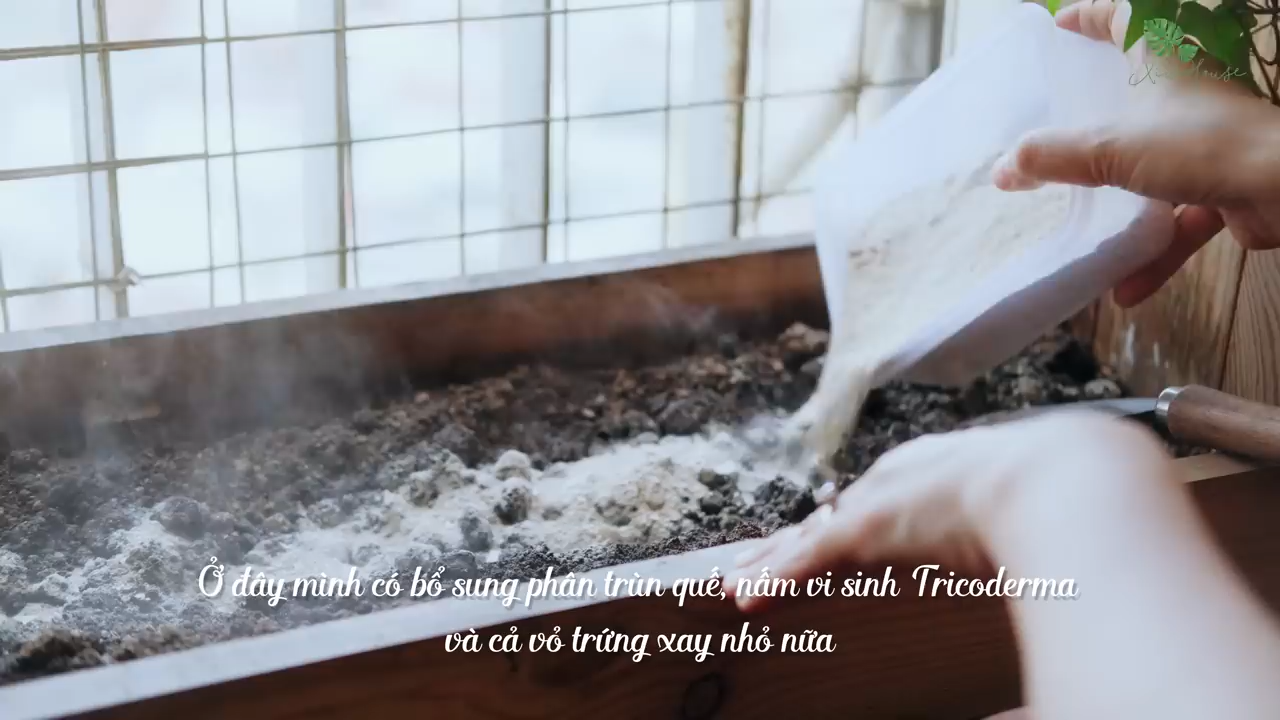 Ở đây mình có bổ sung phân trùn quế, nấm vi sinh Tricoderma
và cả vỏ trứng xay nhỏ nữa